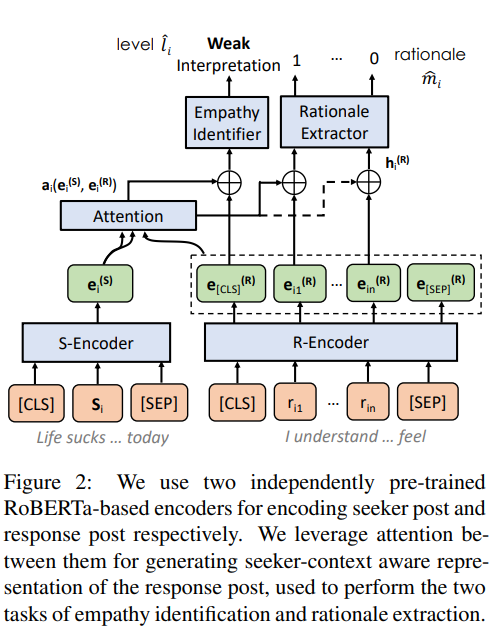 level l̂ᵢ Weak 1 ... 0 rationale
Interpretation m̂ᵢ
Empathy Identifier
Rationale Extractor
hᵢ⁽ᴿ⁾
aᵢ(eᵢ⁽ˢ⁾, eᵢ⁽ᴿ⁾)
Attention
eᵢ⁽ˢ⁾ e[CLS]⁽ᴿ⁾ eᵢ₁⁽ᴿ⁾ ... eᵢₙ⁽ᴿ⁾ e[SEP]⁽ᴿ⁾
S-Encoder R-Encoder
[CLS] Sᵢ [SEP] [CLS] rᵢ₁ ... rᵢₙ [SEP]
Life sucks ... today I understand ... feel
Figure 2: We use two independently pre-trained
RoBERTa-based encoders for encoding seeker post and
response post respectively. We leverage attention be-
tween them for generating seeker-context aware repre-
sentation of the response post, used to perform the two
tasks of empathy identification and rationale extraction.